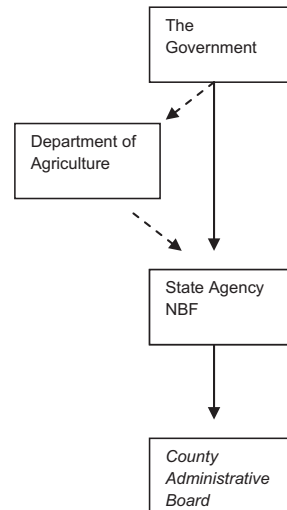 The
Government
Department of
Agriculture
State Agency
NBF
County
Administrative
Board